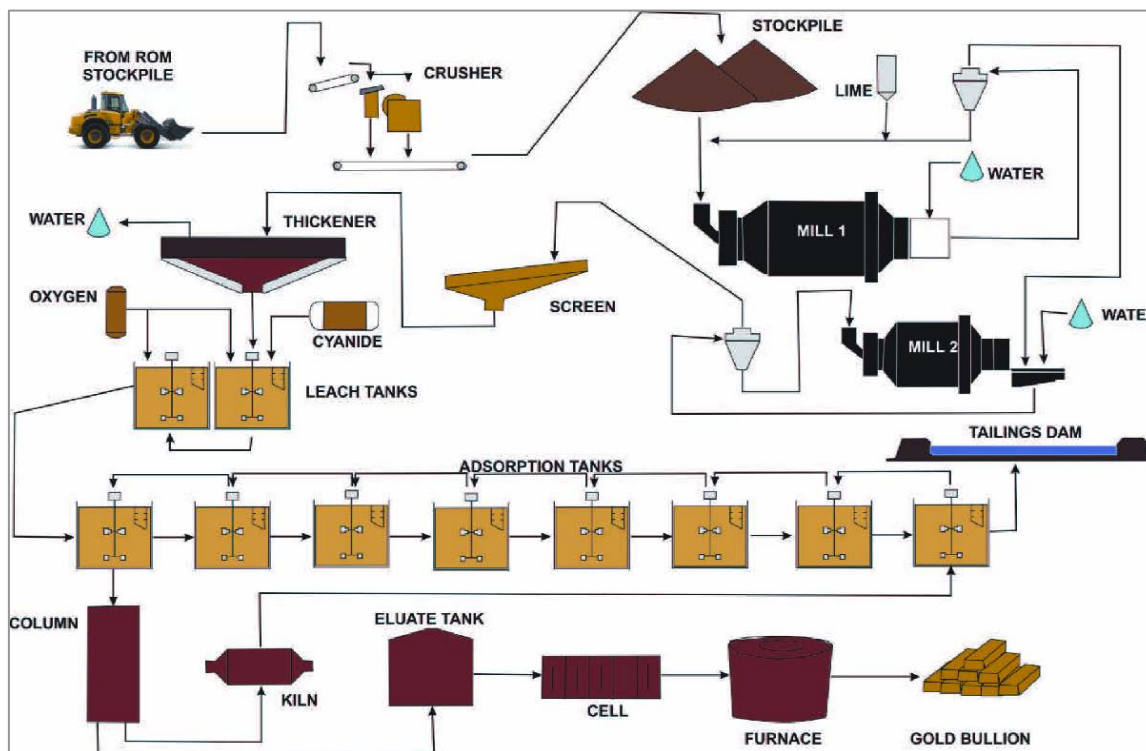 FROM ROM
STOCKPILE
CRUSHER
STOCKPILE
LIME
WATER
MILL 1
WATER
THICKENER
OXYGEN
CYANIDE
SCREEN
WATER
MILL 2
LEACH TANKS
TAILINGS DAM
ADSORPTION TANKS
COLUMN
KILN
ELUATE TANK
CELL
FURNACE
GOLD BULLION